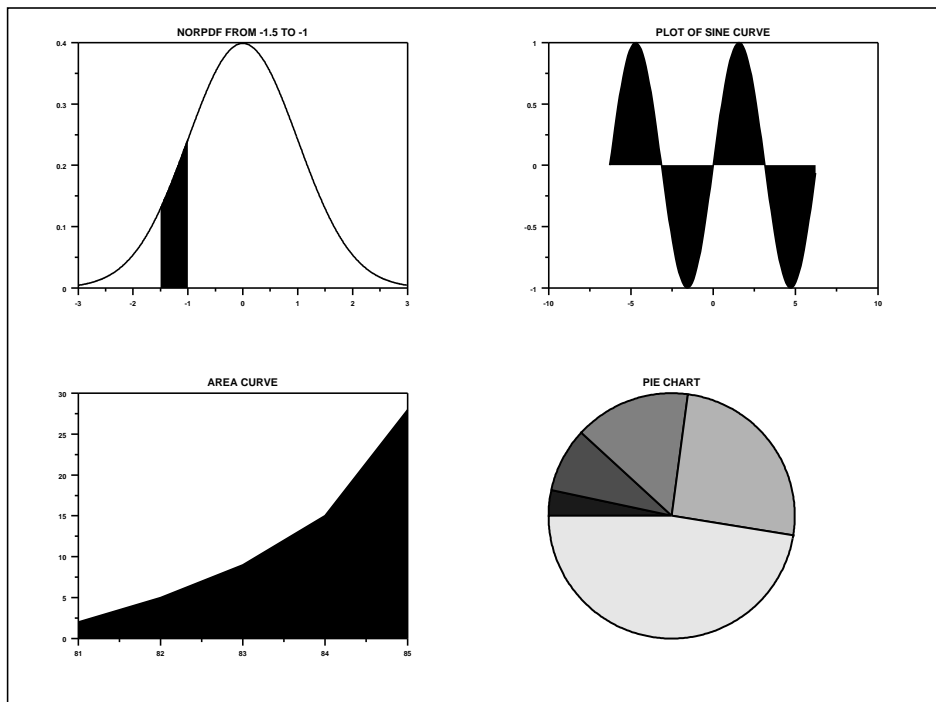 NORPDF FROM -1.5 TO -1
0.4
0.3
0.2
0.1
0
-3 -2 -1 0 1 2 3
PLOT OF SINE CURVE
1
0.5
0
-0.5
-1
-10 -5 0 5 10
AREA CURVE
30
25
20
15
10
5
0
81 82 83 84 85
PIE CHART